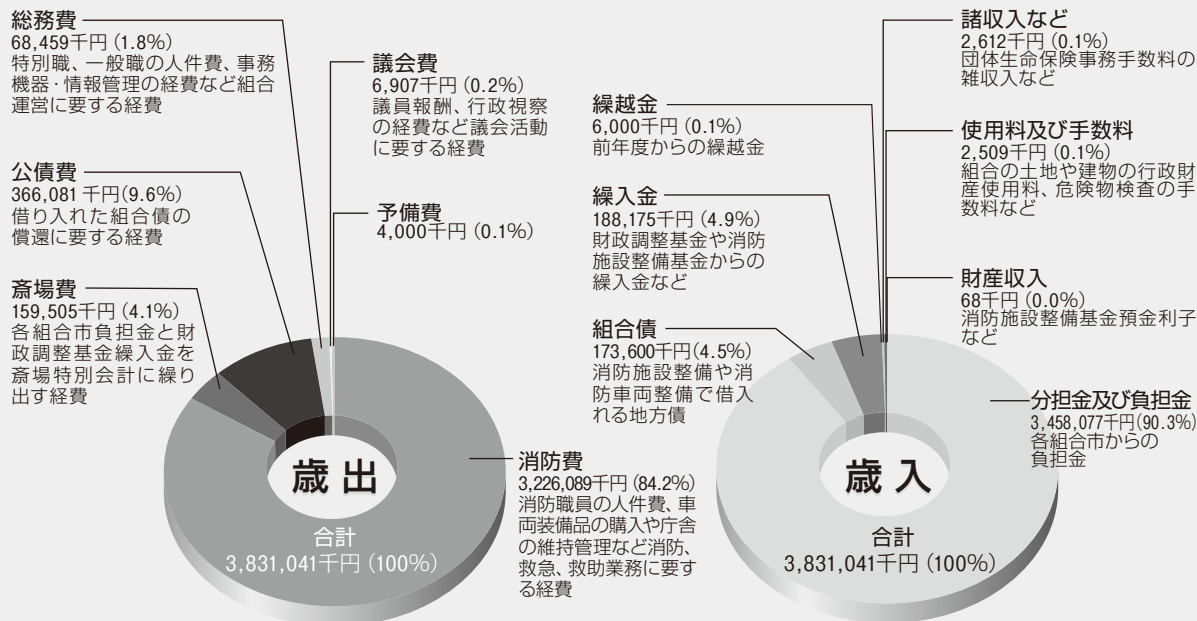 総務費
68,459千円(1.8%)
特別職、一般職の人件費、事務
機器・情報管理の経費など組合
運営に要する経費
議会費
6,907千円(0.2%)
議員報酬、行政視察
の経費など議会活動
に要する経費
公債費
366,081千円(9.6%)
借り入れた組合債の
償還に要する経費
予備費
4,000千円(0.1%)
斎場費
159,505千円(4.1%)
各組合市負担金と財
政調整基金繰入金を
斎場特別会計に繰り
出す経費
消防費
3,226,089千円(84.2%)
消防職員の人件費、車
両装備品の購入や庁舎
の維持管理など消防、
救急、救助業務に要す
る経費
歳出
合計
3,831,041千円(100%)
諸収入など
2,612千円(0.1%)
団体生命保険事務手数料の
雑収入など
繰越金
6,000千円(0.1%)
前年度からの繰越金
使用料及び手数料
2,509千円(0.1%)
組合の土地や建物の行政財
産使用料、危険物検査の手
数料など
繰入金
188,175千円(4.9%)
財政調整基金や消防
施設整備基金からの
繰入金など
財産収入
68千円(0.0%)
消防施設整備基金預金利子
など
組合債
173,600千円(4.5%)
消防施設整備や消
防車両整備で借入
れる地方債
分担金及び負担金
3,458,077千円(90.3%)
各組合市からの
負担金
歳入
合計
3,831,041千円(100%)